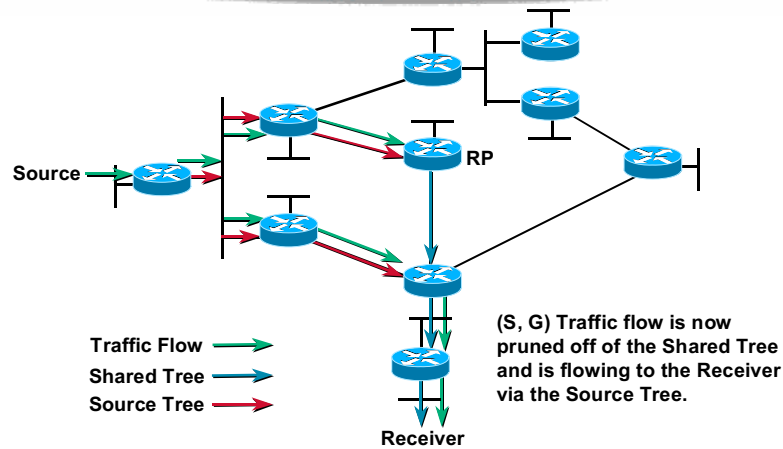 RP
Source
(S, G) Traffic flow is now
pruned off of the Shared Tree
and is flowing to the Receiver
via the Source Tree.
Traffic Flow
Shared Tree
Source Tree
Receiver